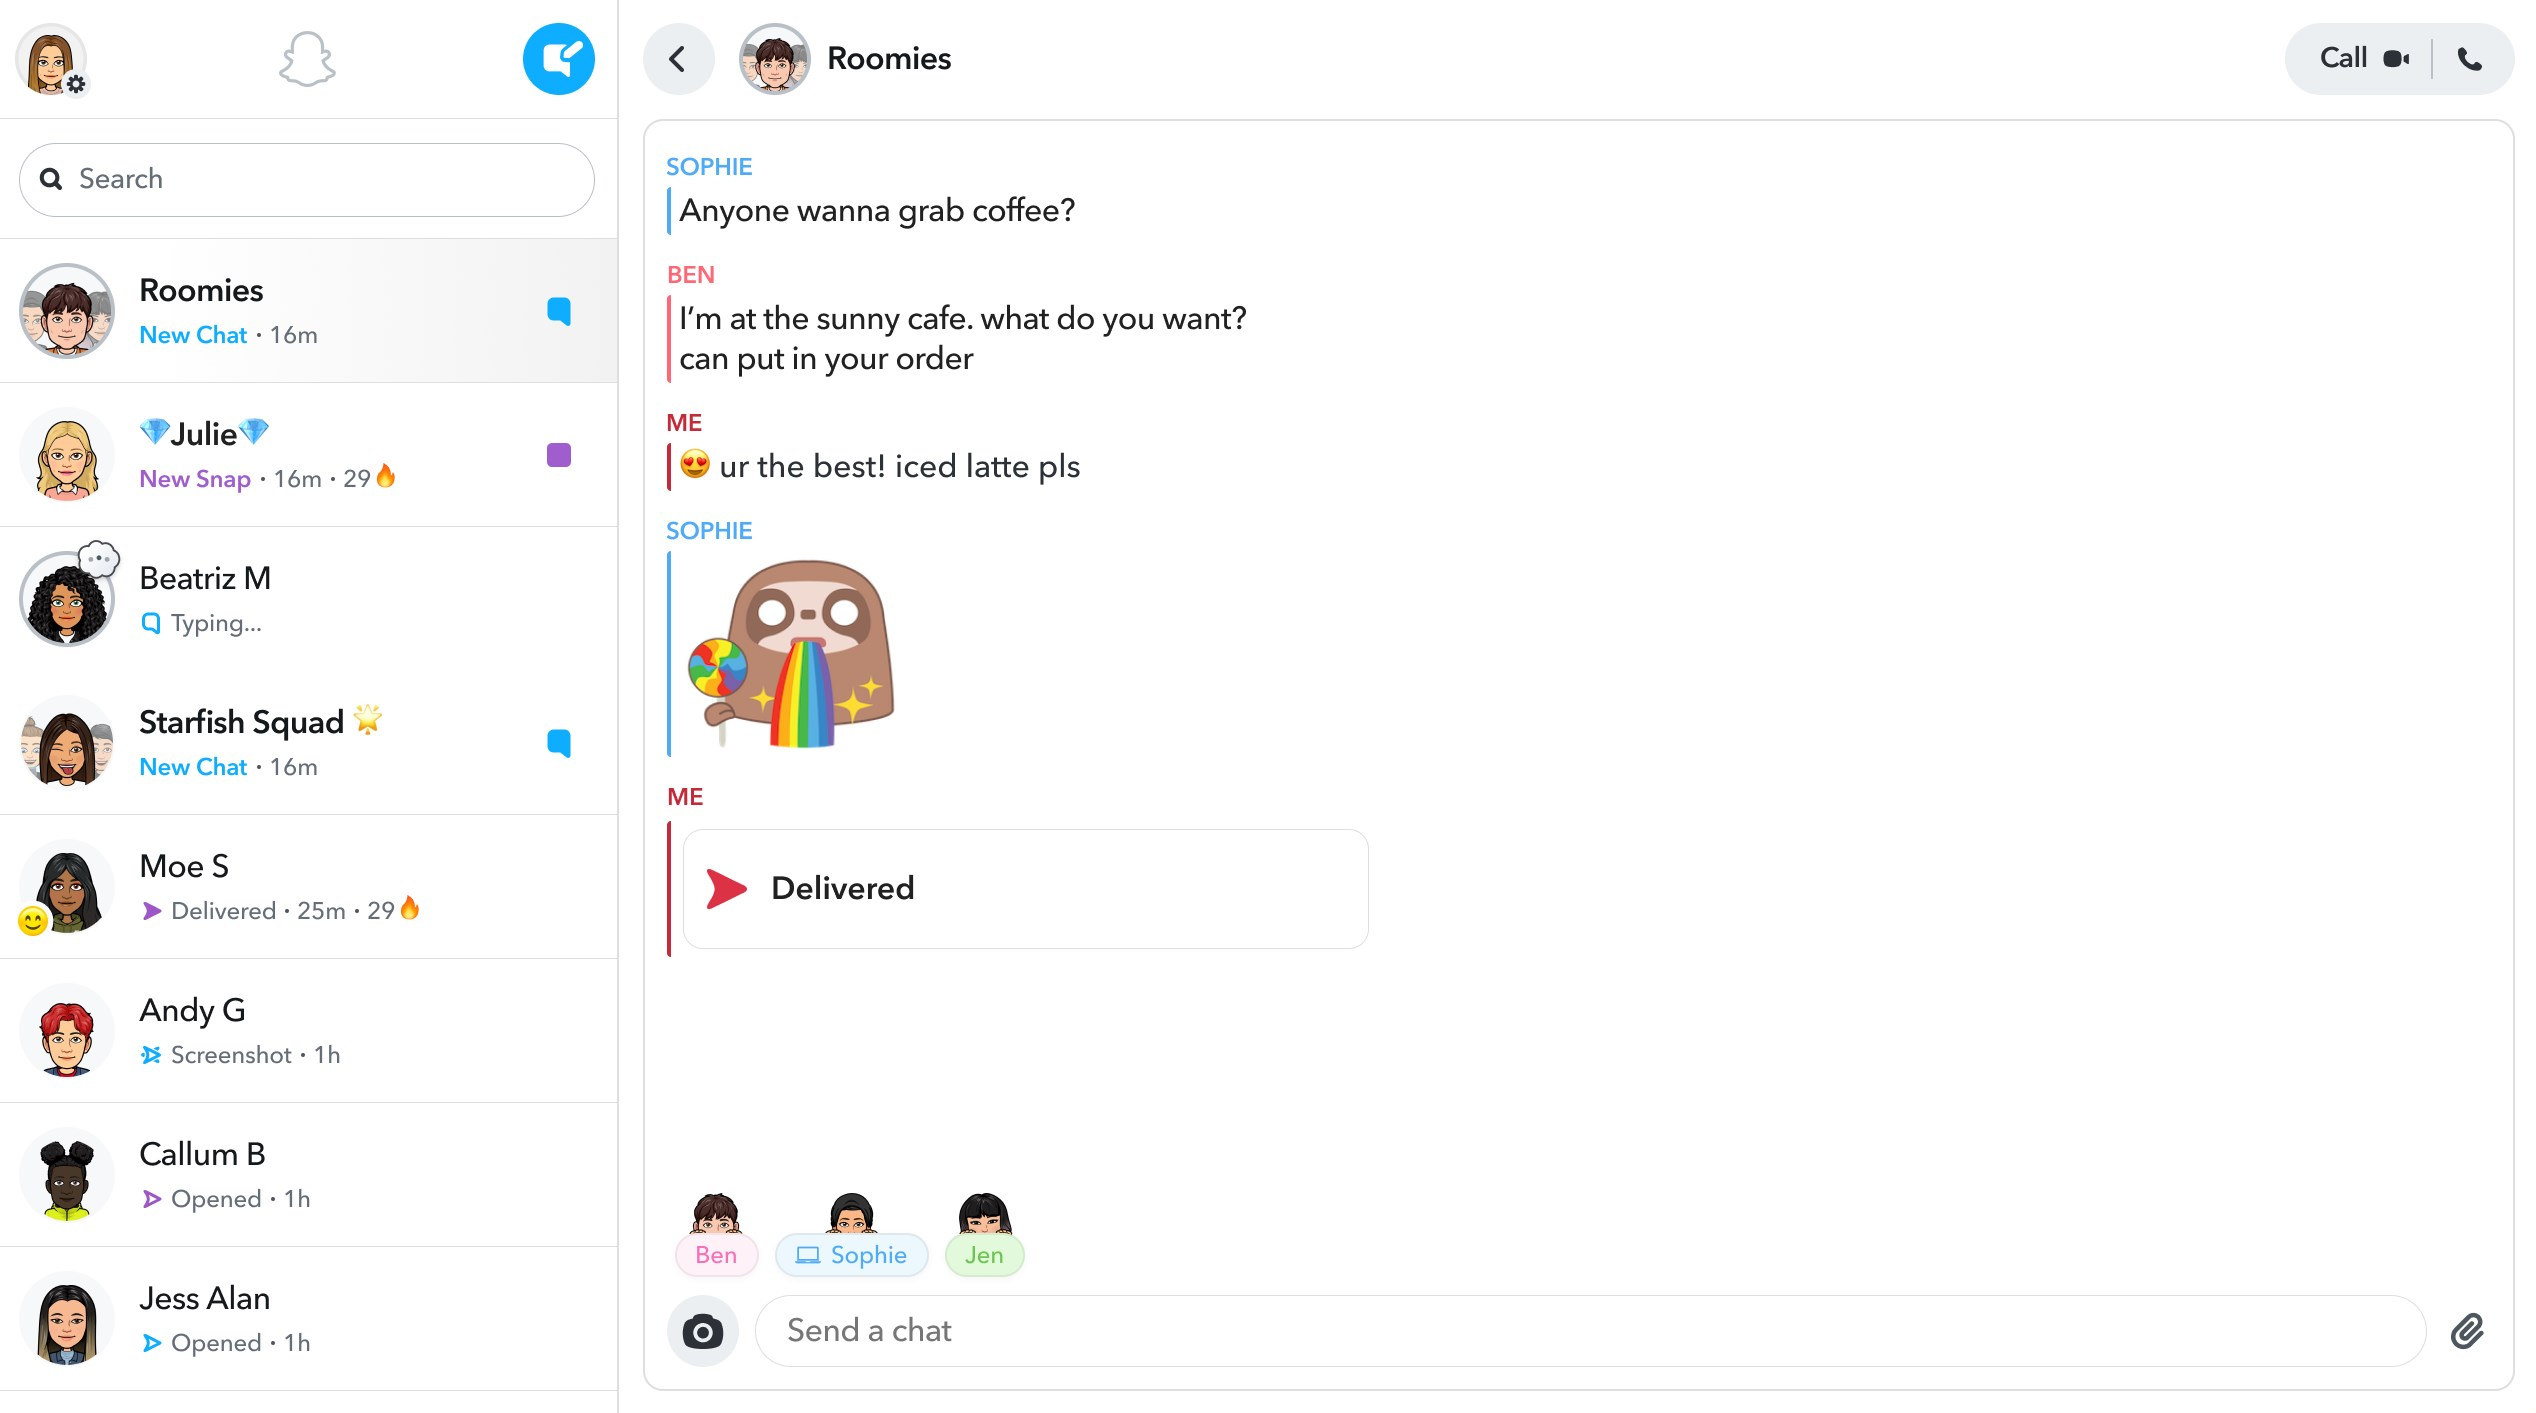 Search
Roomies
New Chat · 16m
💎Julie💎
New Snap · 16m · 29🔥
Beatriz M
Typing...
Starfish Squad 🌟
New Chat · 16m
Moe S
Delivered · 25m · 29🔥
Andy G
Screenshot · 1h
Callum B
Opened · 1h
Jess Alan
Opened · 1h
Roomies
Call
SOPHIE
Anyone wanna grab coffee?
BEN
I’m at the sunny cafe. what do you want?
can put in your order
ME
😍 ur the best! iced latte pls
SOPHIE
ME
Delivered
Ben
Sophie
Jen
Send a chat